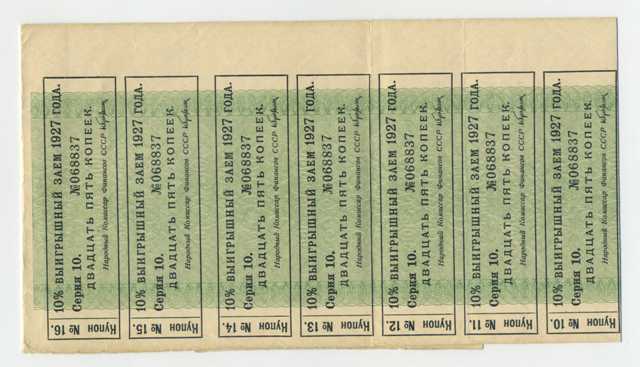 10% ВЫИГРЫШНЫЙ ЗАЕМ 1927 ГОДА.
Серия 10. №068837
ДВАДЦАТЬ ПЯТЬ КОПЕЕК.
Народный Комиссар Финансов СССР
Купон № 16.
10% ВЫИГРЫШНЫЙ ЗАЕМ 1927 ГОДА.
Серия 10. №068837
ДВАДЦАТЬ ПЯТЬ КОПЕЕК.
Народный Комиссар Финансов СССР
Купон № 15.
10% ВЫИГРЫШНЫЙ ЗАЕМ 1927 ГОДА.
Серия 10. №068837
ДВАДЦАТЬ ПЯТЬ КОПЕЕК.
Народный Комиссар Финансов СССР
Купон № 14.
10% ВЫИГРЫШНЫЙ ЗАЕМ 1927 ГОДА.
Серия 10. №068837
ДВАДЦАТЬ ПЯТЬ КОПЕЕК.
Народный Комиссар Финансов СССР
Купон № 13.
10% ВЫИГРЫШНЫЙ ЗАЕМ 1927 ГОДА.
Серия 10. №068837
ДВАДЦАТЬ ПЯТЬ КОПЕЕК.
Народный Комиссар Финансов СССР
Купон № 12.
10% ВЫИГРЫШНЫЙ ЗАЕМ 1927 ГОДА.
Серия 10. №068837
ДВАДЦАТЬ ПЯТЬ КОПЕЕК.
Народный Комиссар Финансов СССР
Купон № 11.
10% ВЫИГРЫШНЫЙ ЗАЕМ 1927 ГОДА.
Серия 10. №068837
ДВАДЦАТЬ ПЯТЬ КОПЕЕК.
Народный Комиссар Финансов СССР
Купон № 10.